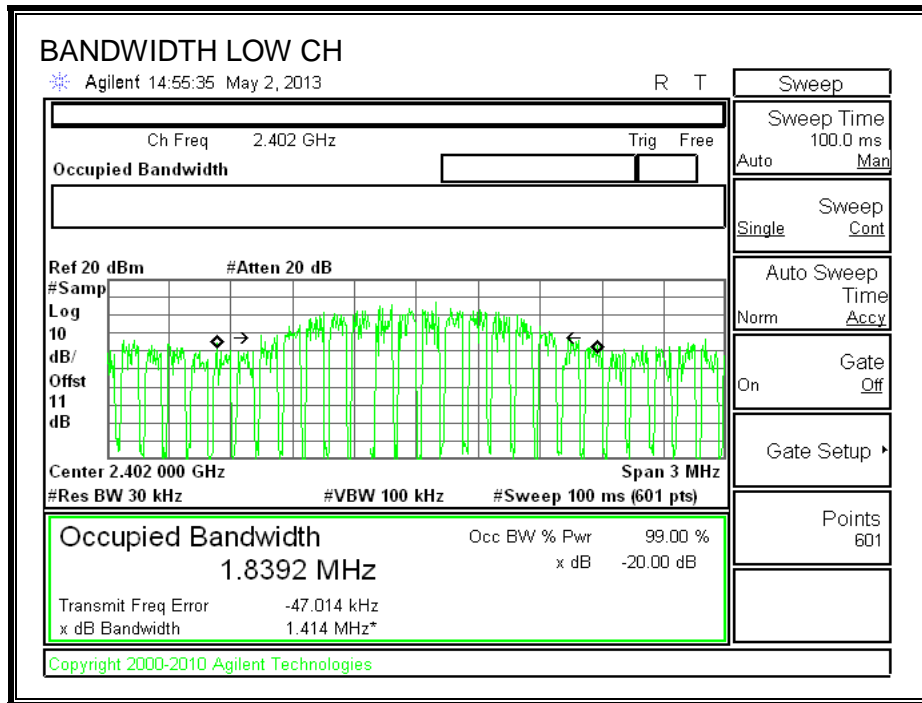 BANDWIDTH LOW CH
Agilent 14:55:35 May 2, 2013 R T
Ch Freq 2.402 GHz Trig Free
Occupied Bandwidth
Ref 20 dBm #Atten 20 dB
#Samp
Log
10
dB/
Offst
11
dB
Center 2.402 000 GHz Span 3 MHz
#Res BW 30 kHz #VBW 100 kHz #Sweep 100 ms (601 pts)
Occupied Bandwidth Occ BW % Pwr 99.00 %
1.8392 MHz x dB -20.00 dB
Transmit Freq Error -47.014 kHz
x dB Bandwidth 1.414 MHz*
Copyright 2000-2010 Agilent Technologies
Sweep
Sweep Time
100.0 ms
Auto Man
Sweep
Single Cont
Auto Sweep
Time
Norm Accy
Gate
On Off
Gate Setup
Points
601